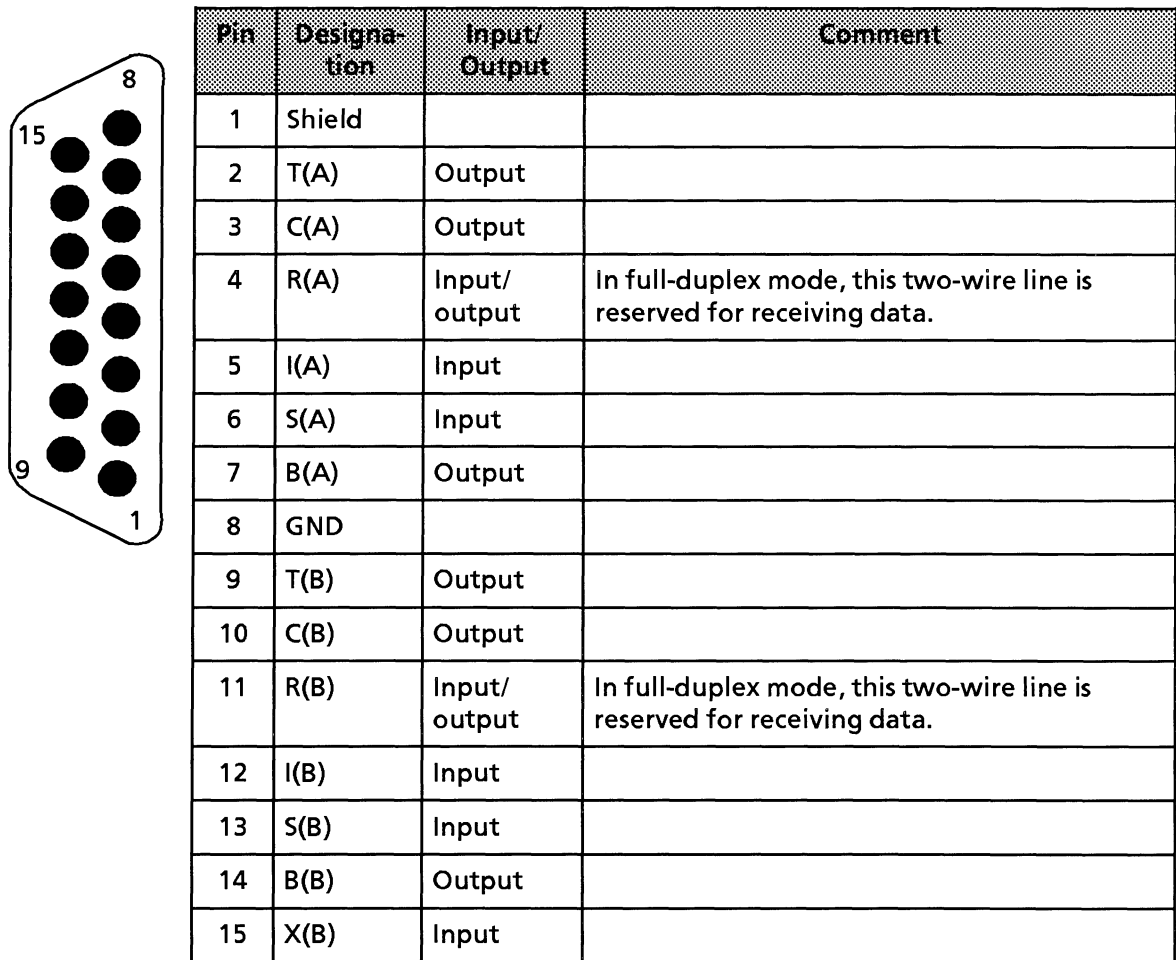 8
15
9
1
Pin Designa- Input/ Comment
tion Output
1 Shield
2 T(A) Output
3 C(A) Output
4 R(A) Input/ In full-duplex mode, this two-wire line is
output reserved for receiving data.
5 I(A) Input
6 S(A) Input
7 B(A) Output
8 GND
9 T(B) Output
10 C(B) Output
11 R(B) Input/ In full-duplex mode, this two-wire line is
output reserved for receiving data.
12 I(B) Input
13 S(B) Input
14 B(B) Output
15 X(B) Input